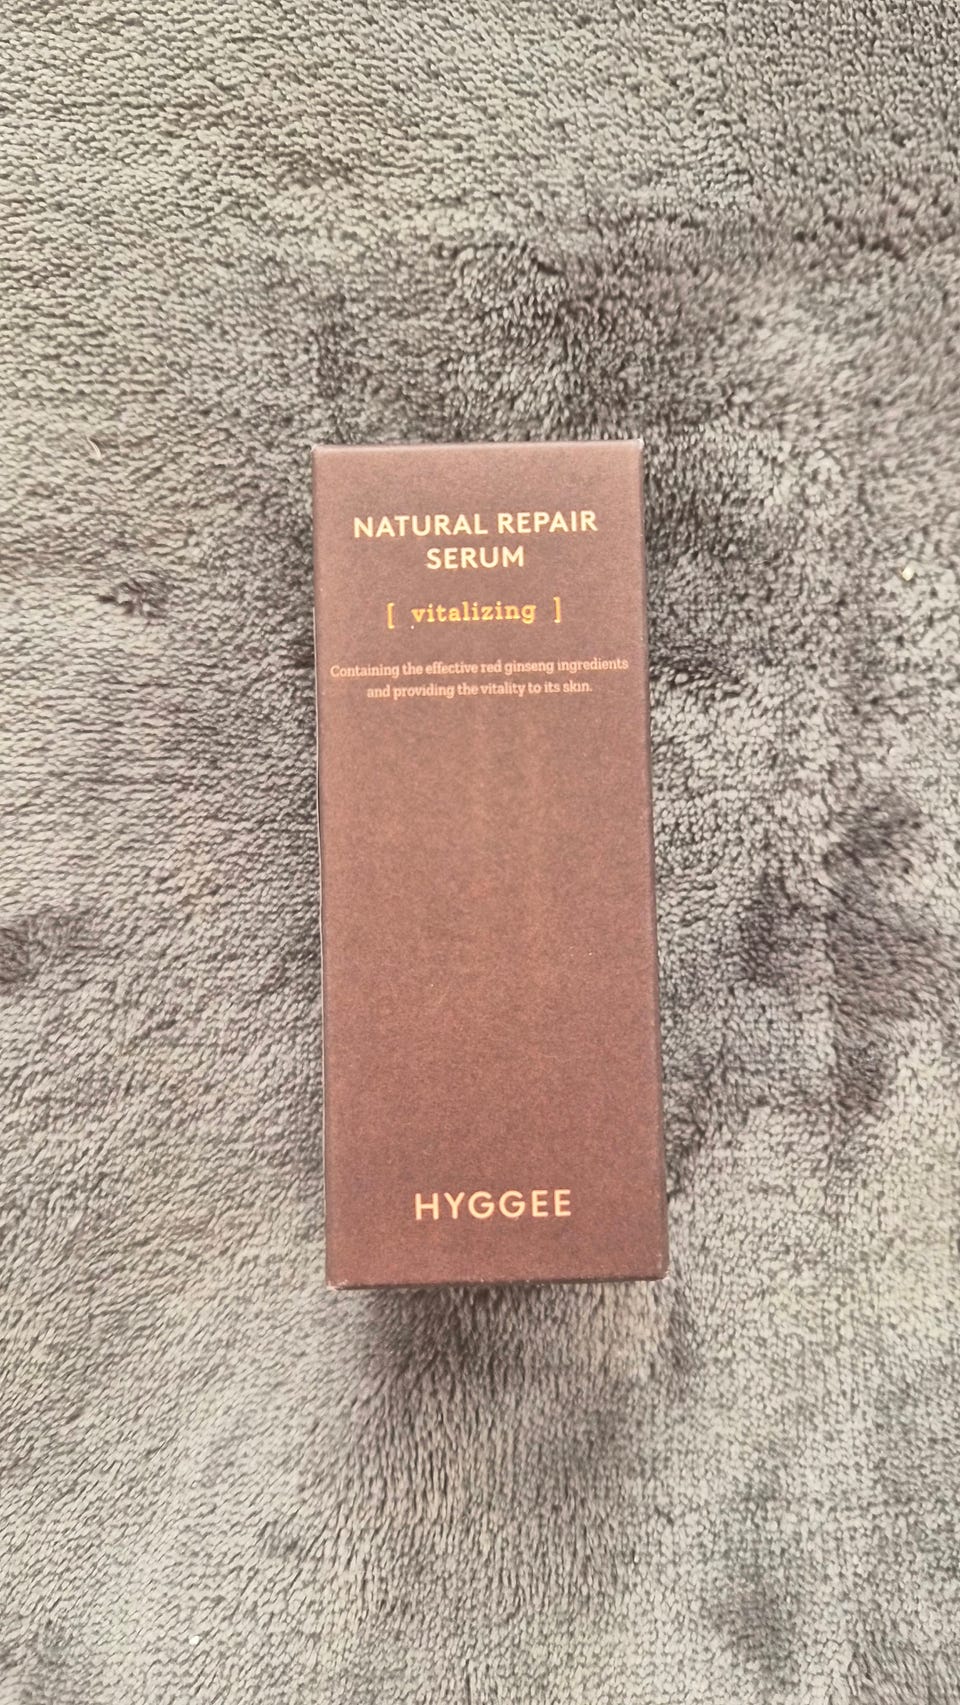 NATURAL REPAIR
SERUM
[ vitalizing ]
Containing the effective red ginseng ingredients
and providing the vitality to its skin.
HYGGEE